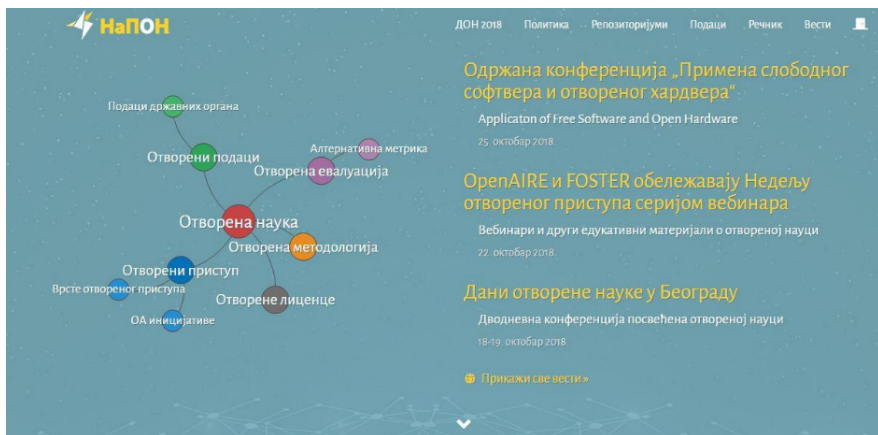 НаПОН
ДОН 2018 Политика Репозиторијуми Подаци Речник Вести
Подаци државних органа
Отворени подаци
Алтернативна метрика
Отворена евалуација
Отворена наука
Отворена методологија
Отворени приступ
Врсте отвореног приступа
Отворене лиценце
ОА иницијативе
Одржана конференција „Примена слободног
софтвера и отвореног хардвера“
Applicaton of Free Software and Open Hardware
25. октобар 2018.
OpenAIRE и FOSTER обележавају Недељу
отвореног приступа серијом вебинара
Вебинари и други едукативни материјали о отвореној науци
22. октобар 2018.
Дани отворене науке у Београду
Дводневна конференција посвећена отвореној науци
18-19. октобар 2018.
Прикажи све вести »